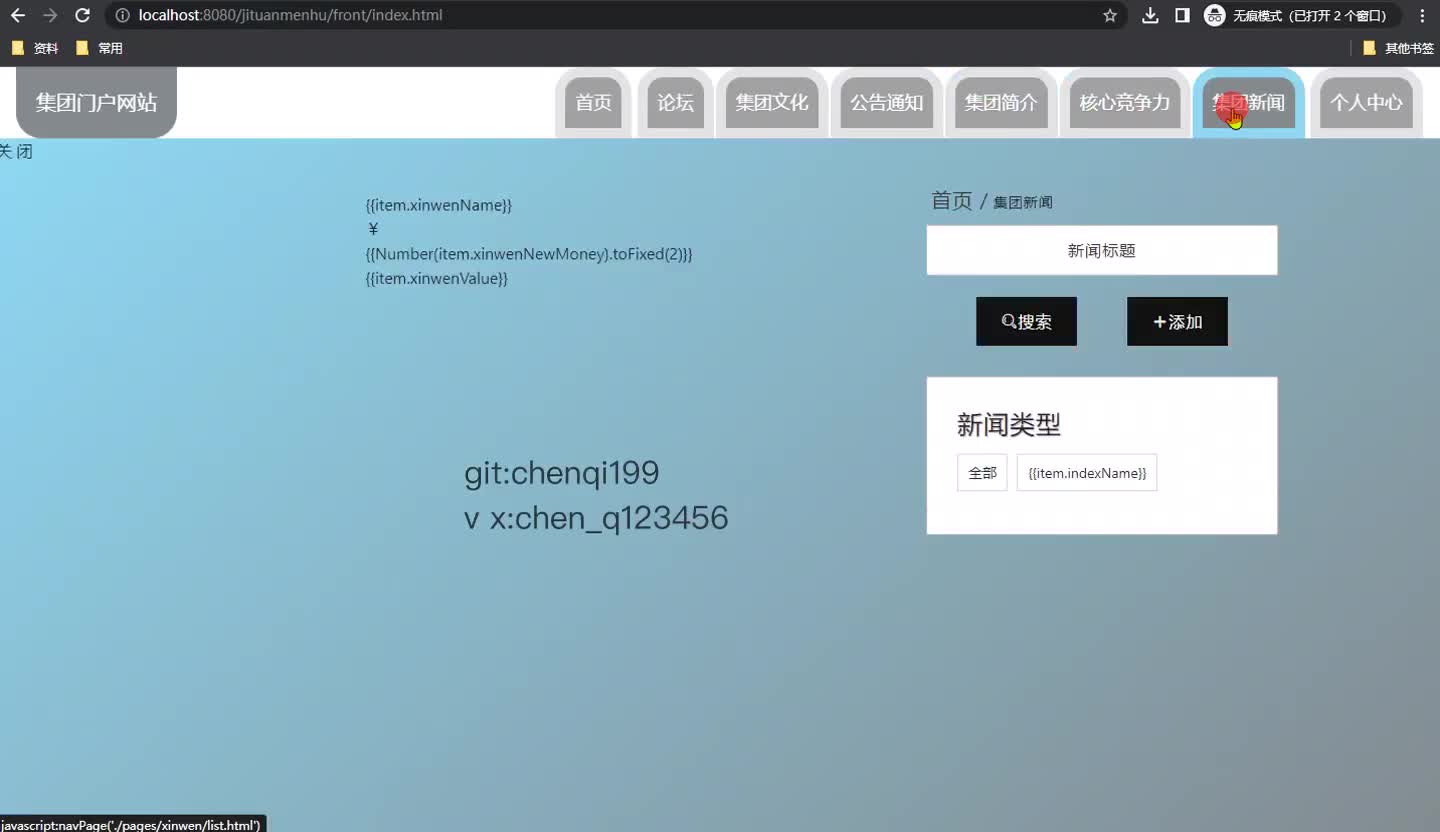 localhost:8080/jituanmenhu/front/index.html
无痕模式（已打开 2 个窗口）
资料
常用
其他书签
集团门户网站
首页
论坛
集团文化
公告通知
集团简介
核心竞争力
集团新闻
个人中心
关 闭
{{item.xinwenName}}
¥
{{Number(item.xinwenNewMoney).toFixed(2)}}
{{item.xinwenValue}}
首页 / 集团新闻
新闻标题
搜索
+添加
新闻类型
全部
{{item.indexName}}
git:chenqi199
v x:chen_q123456
javascript:navPage('./pages/xinwen/list.html')